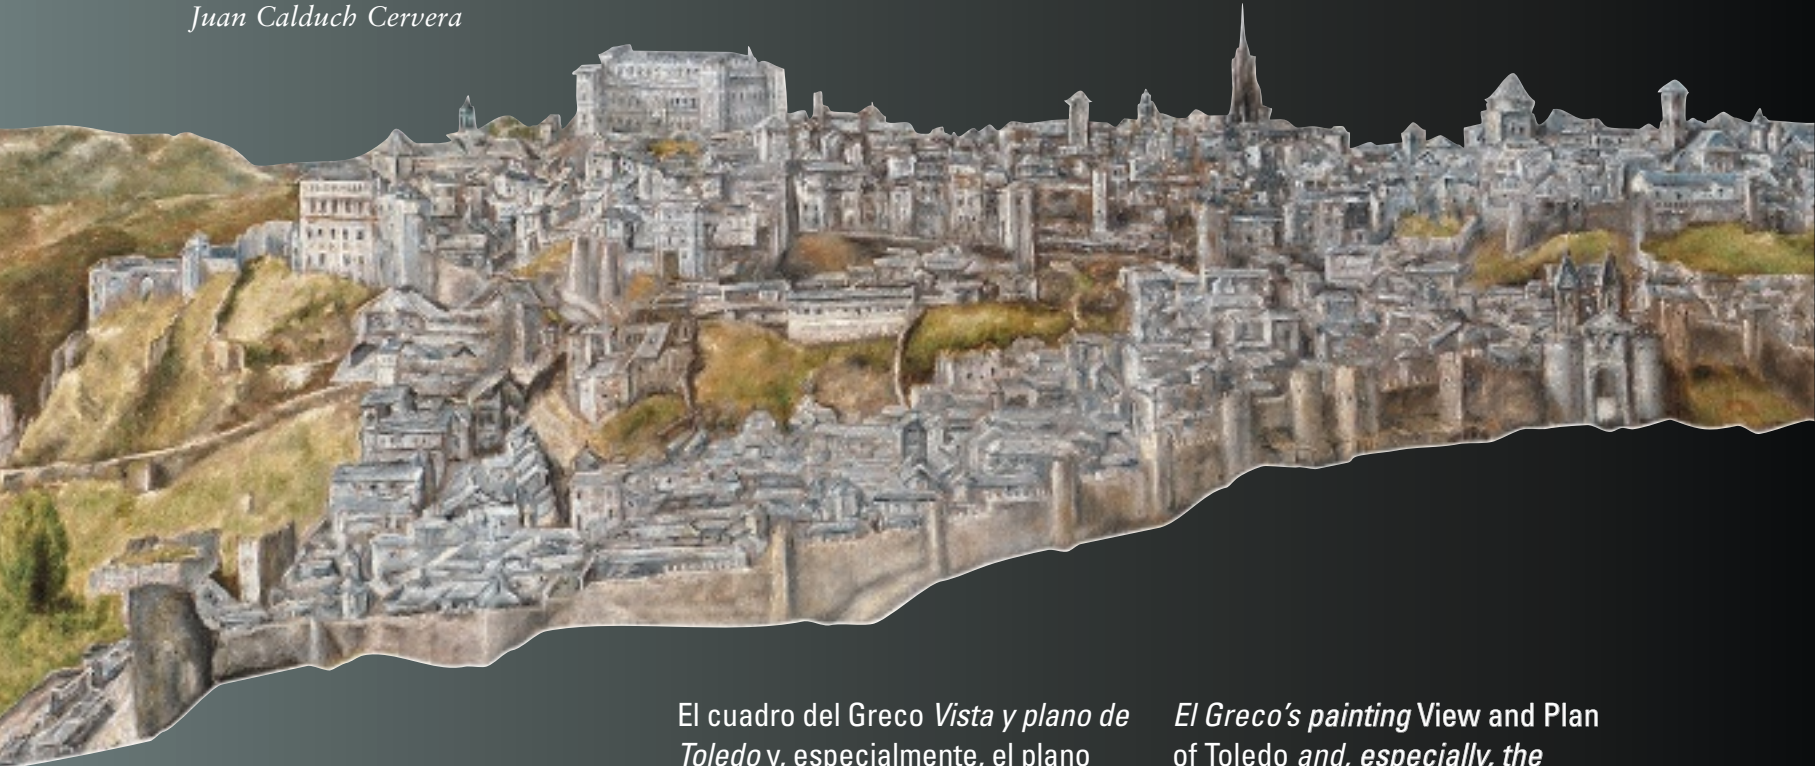 Juan Calduch Cervera
El cuadro del Greco Vista y plano de
Toledo y, especialmente, el plano
El Greco's painting View and Plan
of Toledo and, especially, the